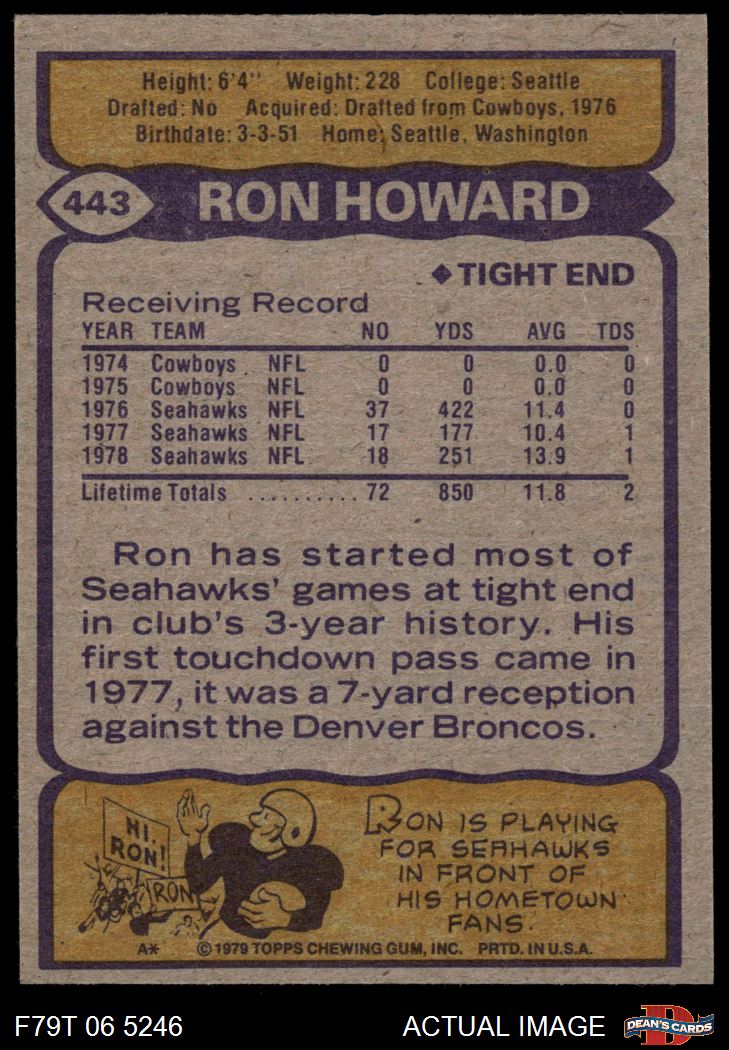 Height: 6'4'' Weight: 228 College: Seattle
Drafted: No Acquired: Drafted from Cowboys, 1976
Birthdate: 3-3-51 Home: Seattle, Washington
443 RON HOWARD
◆TIGHT END
Receiving Record
YEAR TEAM NO YDS AVG TDS
1974 Cowboys NFL 0 0 0.0 0
1975 Cowboys NFL 0 0 0.0 0
1976 Seahawks NFL 37 422 11.4 0
1977 Seahawks NFL 17 177 10.4 1
1978 Seahawks NFL 18 251 13.9 1
Lifetime Totals .......... 72 850 11.8 2
Ron has started most of
Seahawks' games at tight end
in club's 3-year history. His
first touchdown pass came in
1977, it was a 7-yard reception
against the Denver Broncos.
HI,
RON!
RON
RON IS PLAYING
FOR SEAHAWKS
IN FRONT OF
HIS HOMETOWN
FANS.
A* © 1979 TOPPS CHEWING GUM, INC. PRTD. IN U.S.A.
F79T 06 5246 ACTUAL IMAGE D DEAN'S CARDS